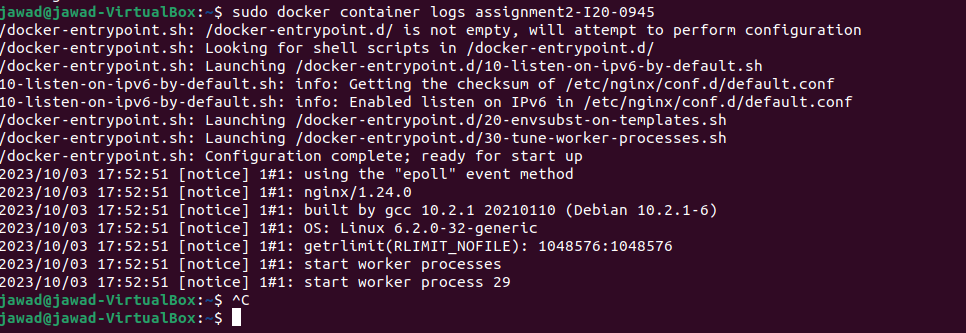 jawad@jawad-VirtualBox:~$ sudo docker container logs assignment2-I20-0945
/docker-entrypoint.sh: /docker-entrypoint.d/ is not empty, will attempt to perform configuration
/docker-entrypoint.sh: Looking for shell scripts in /docker-entrypoint.d/
/docker-entrypoint.sh: Launching /docker-entrypoint.d/10-listen-on-ipv6-by-default.sh
10-listen-on-ipv6-by-default.sh: info: Getting the checksum of /etc/nginx/conf.d/default.conf
10-listen-on-ipv6-by-default.sh: info: Enabled listen on IPv6 in /etc/nginx/conf.d/default.conf
/docker-entrypoint.sh: Launching /docker-entrypoint.d/20-envsubst-on-templates.sh
/docker-entrypoint.sh: Launching /docker-entrypoint.d/30-tune-worker-processes.sh
/docker-entrypoint.sh: Configuration complete; ready for start up
2023/10/03 17:52:51 [notice] 1#1: using the "epoll" event method
2023/10/03 17:52:51 [notice] 1#1: nginx/1.24.0
2023/10/03 17:52:51 [notice] 1#1: built by gcc 10.2.1 20210110 (Debian 10.2.1-6)
2023/10/03 17:52:51 [notice] 1#1: OS: Linux 6.2.0-32-generic
2023/10/03 17:52:51 [notice] 1#1: getrlimit(RLIMIT_NOFILE): 1048576:1048576
2023/10/03 17:52:51 [notice] 1#1: start worker processes
2023/10/03 17:52:51 [notice] 1#1: start worker process 29
jawad@jawad-VirtualBox:~$ ^C
jawad@jawad-VirtualBox:~$